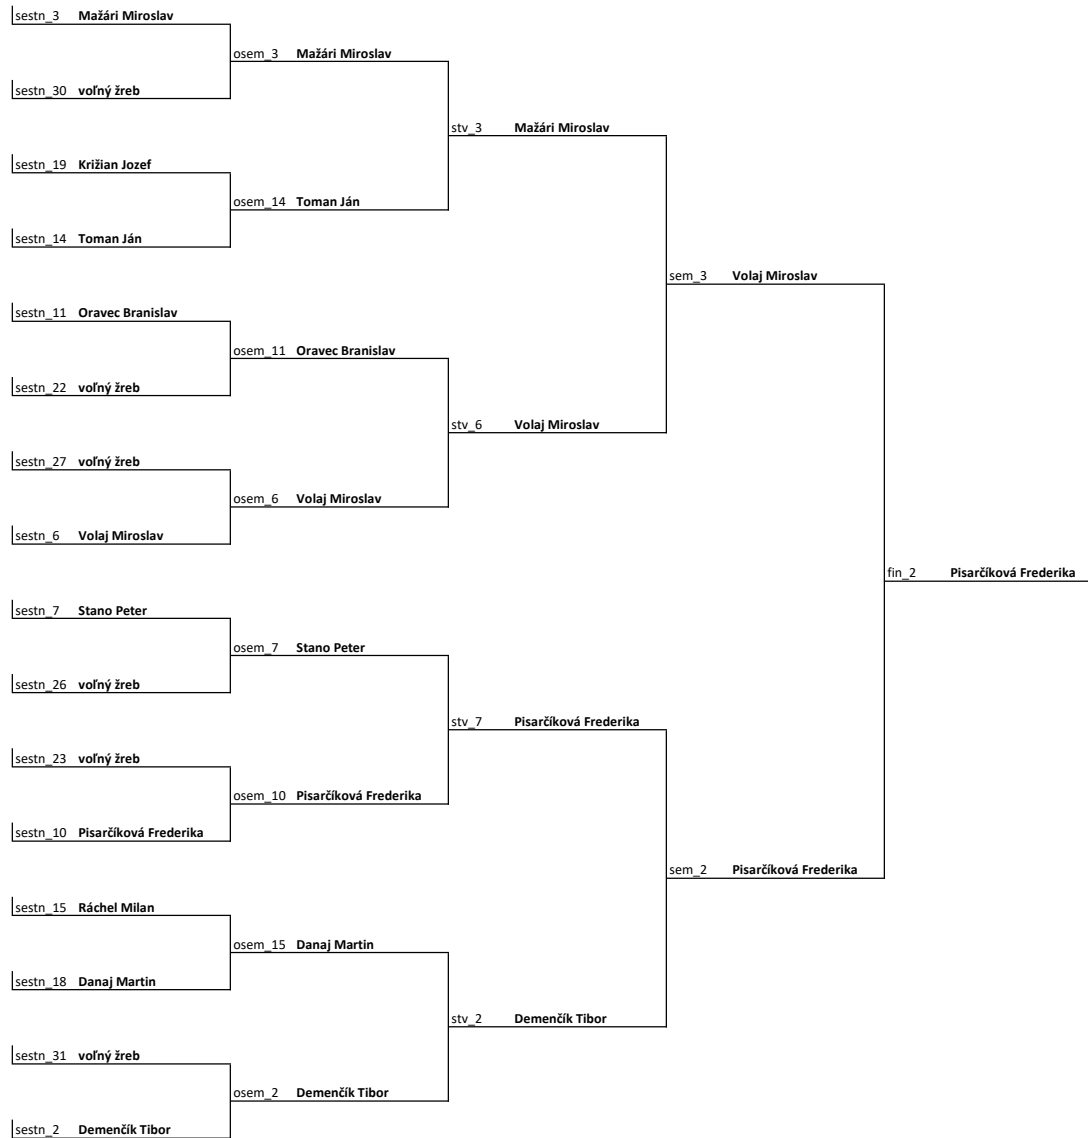 sestn_3 Mažári Miroslav
osem_3 Mažári Miroslav
sestn_30 voľný žreb
stv_3 Mažári Miroslav
sestn_19 Križian Jozef
osem_14 Toman Ján
sestn_14 Toman Ján
sem_3 Volaj Miroslav
sestn_11 Oravec Branislav
osem_11 Oravec Branislav
sestn_22 voľný žreb
stv_6 Volaj Miroslav
sestn_27 voľný žreb
osem_6 Volaj Miroslav
sestn_6 Volaj Miroslav
fin_2 Pisarčíková Frederika
sestn_7 Stano Peter
osem_7 Stano Peter
sestn_26 voľný žreb
stv_7 Pisarčíková Frederika
sestn_23 voľný žreb
osem_10 Pisarčíková Frederika
sestn_10 Pisarčíková Frederika
sem_2 Pisarčíková Frederika
sestn_15 Ráchel Milan
osem_15 Danaj Martin
sestn_18 Danaj Martin
stv_2 Demenčík Tibor
sestn_31 voľný žreb
osem_2 Demenčík Tibor
sestn_2 Demenčík Tibor